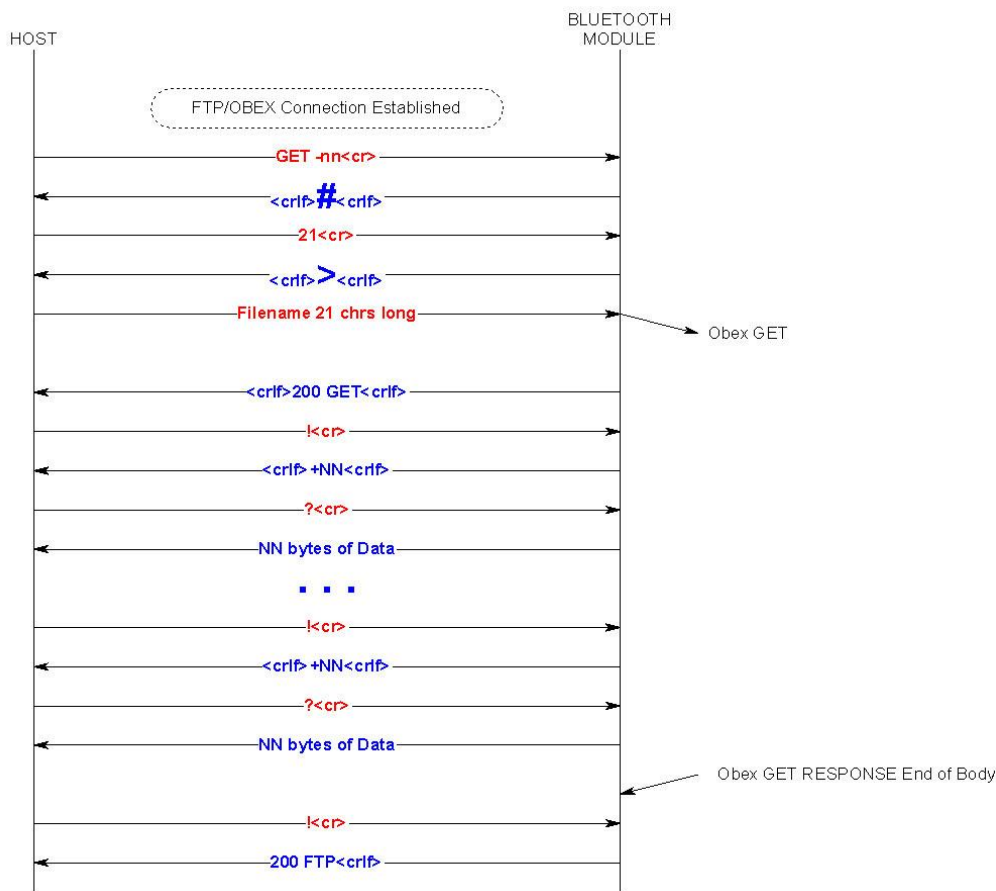 HOST
BLUETOOTH
MODULE
FTP/OBEX Connection Established
GET -nn<cr>
<crlf>#<crlf>
21<cr>
<crlf>><crlf>
Filename 21 chrs long
Obex GET
<crlf>200 GET<crlf>
!<cr>
<crlf>+NN<crlf>
?<cr>
NN bytes of Data
. . .
!<cr>
<crlf>+NN<crlf>
?<cr>
NN bytes of Data
Obex GET RESPONSE End of Body
!<cr>
200 FTP<crlf>